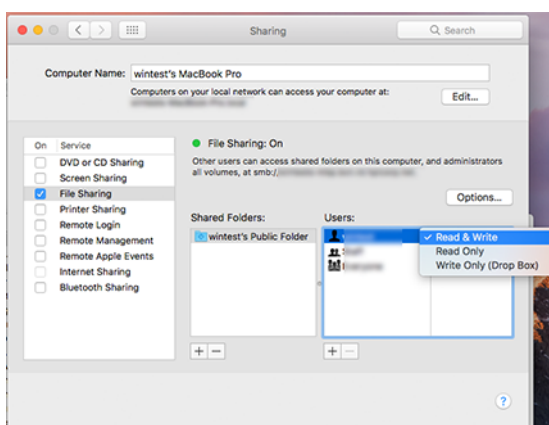 Sharing
Search
Computer Name: wintest's MacBook Pro
Computers on your local network can access your computer at:
Edit...
On Service
DVD or CD Sharing
Screen Sharing
File Sharing
Printer Sharing
Remote Login
Remote Management
Remote Apple Events
Internet Sharing
Bluetooth Sharing
File Sharing: On
Other users can access shared folders on this computer, and administrators
all volumes, at smb:/
Options...
Shared Folders:
Users:
wintest's Public Folder
Read & Write
Read Only
Write Only (Drop Box)
+ −
+ −
?